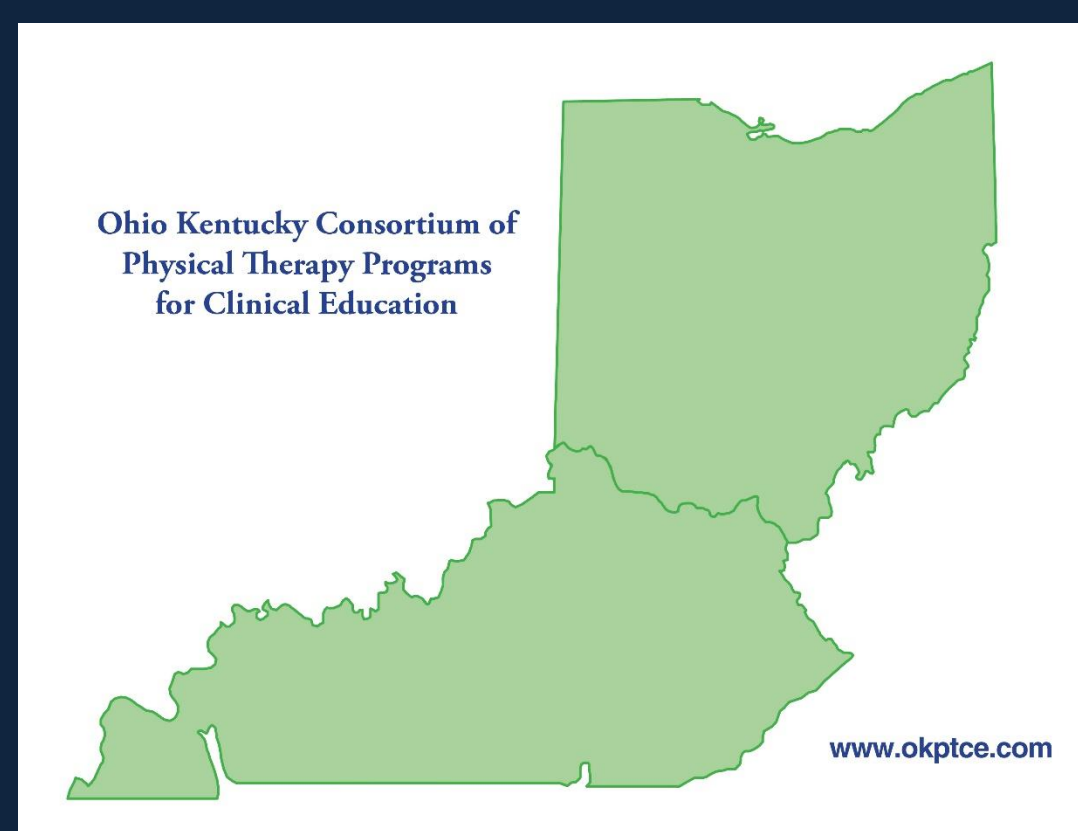 Ohio Kentucky Consortium of
Physical Therapy Programs
for Clinical Education
www.okptce.com